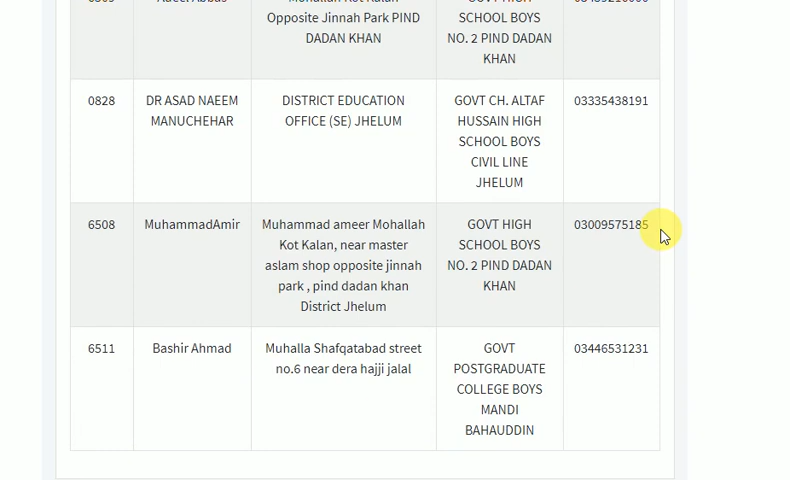 Opposite Jinnah Park PIND
DADAN KHAN
SCHOOL BOYS
NO. 2 PIND DADAN
KHAN
0828
DR ASAD NAEEM
MANUCHEHAR
DISTRICT EDUCATION
OFFICE (SE) JHELUM
GOVT CH. ALTAF
HUSSAIN HIGH
SCHOOL BOYS
CIVIL LINE
JHELUM
03335438191
6508
MuhammadAmir
Muhammad ameer Mohallah
Kot Kalan, near master
aslam shop opposite jinnah
park , pind dadan khan
District Jhelum
GOVT HIGH
SCHOOL BOYS
NO. 2 PIND DADAN
KHAN
03009575185
6511
Bashir Ahmad
Muhalla Shafqatabad street
no.6 near dera hajji jalal
GOVT
POSTGRADUATE
COLLEGE BOYS
MANDI
BAHAUDDIN
03446531231